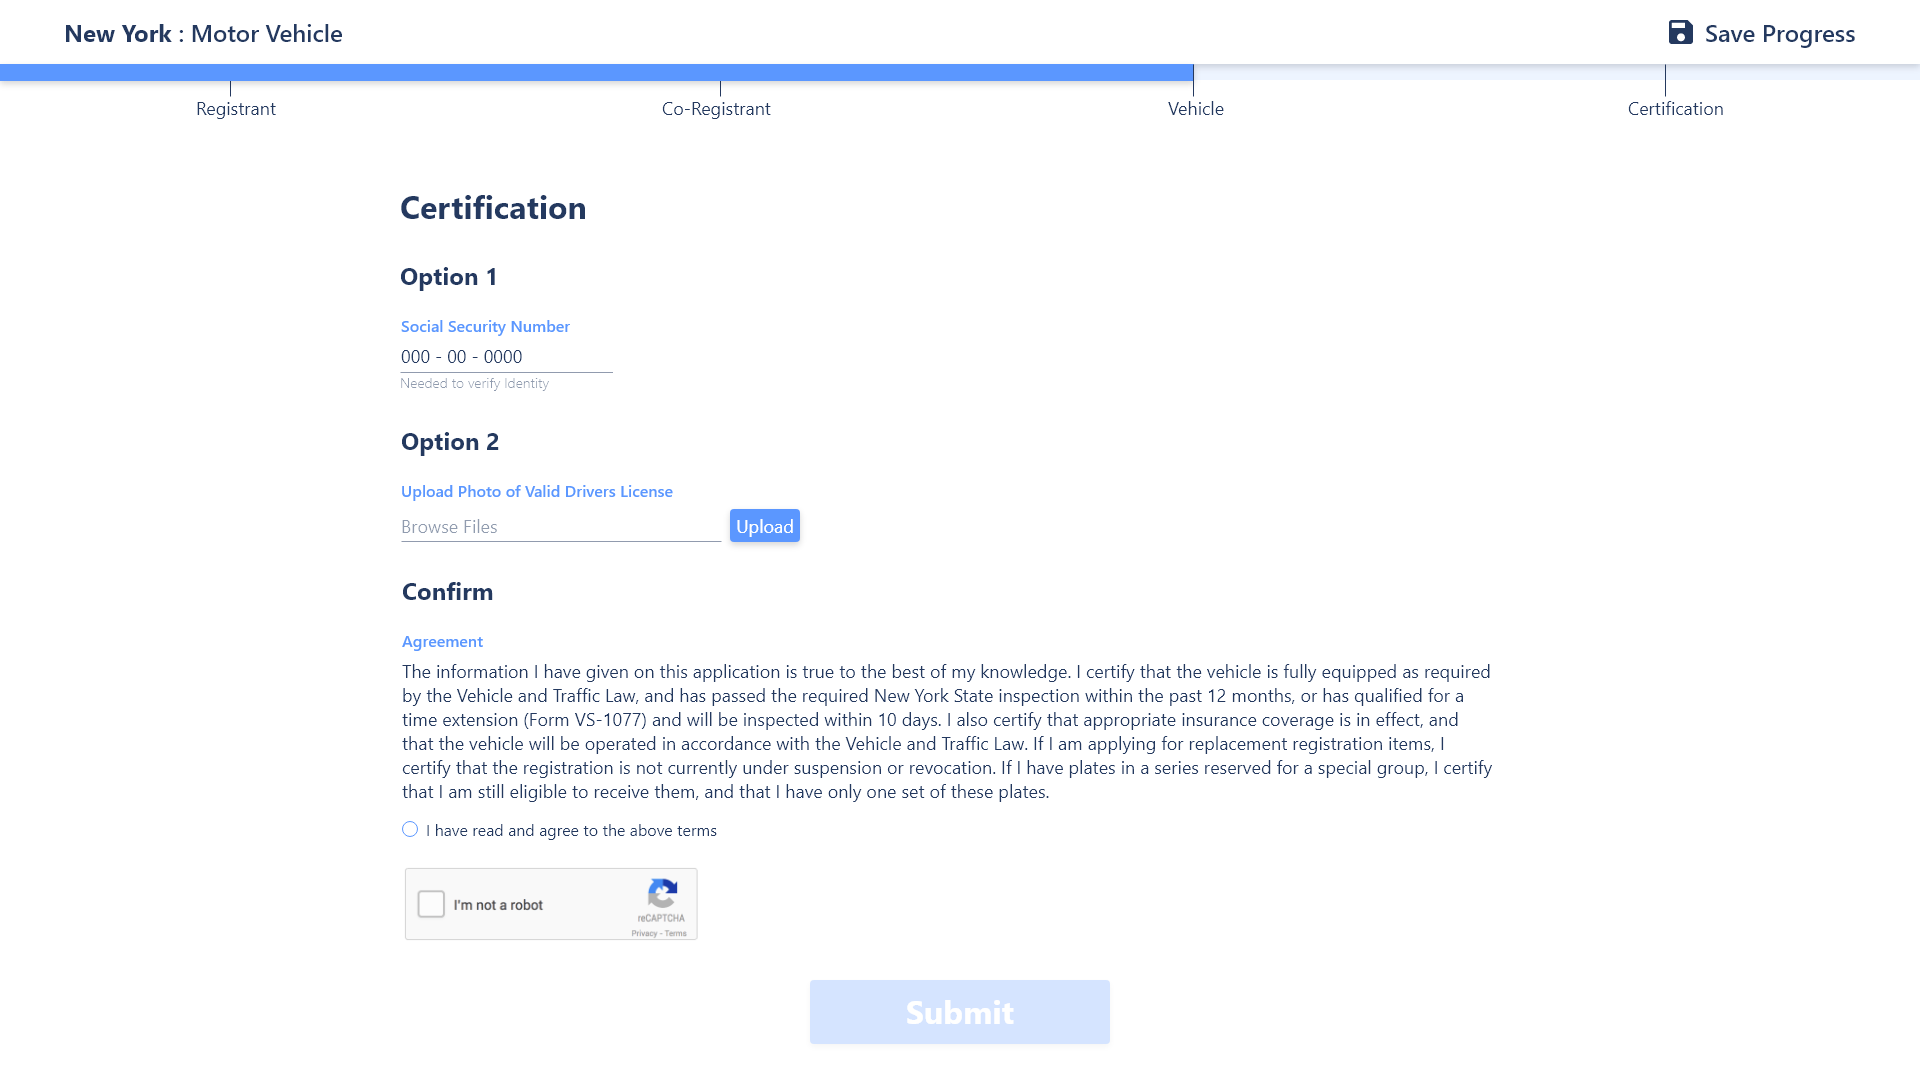 New York : Motor Vehicle
Save Progress
Registrant
Co-Registrant
Vehicle
Certification
Certification
Option 1
Social Security Number
000 - 00 - 0000
Needed to verify Identity
Option 2
Upload Photo of Valid Drivers License
Browse Files
Upload
Confirm
Agreement
The information I have given on this application is true to the best of my knowledge. I certify that the vehicle is fully equipped as required
by the Vehicle and Traffic Law, and has passed the required New York State inspection within the past 12 months, or has qualified for a
time extension (Form VS-1077) and will be inspected within 10 days. I also certify that appropriate insurance coverage is in effect, and
that the vehicle will be operated in accordance with the Vehicle and Traffic Law. If I am applying for replacement registration items, I
certify that the registration is not currently under suspension or revocation. If I have plates in a series reserved for a special group, I certify
that I am still eligible to receive them, and that I have only one set of these plates.
I have read and agree to the above terms
I'm not a robot
reCAPTCHA
Privacy - Terms
Submit